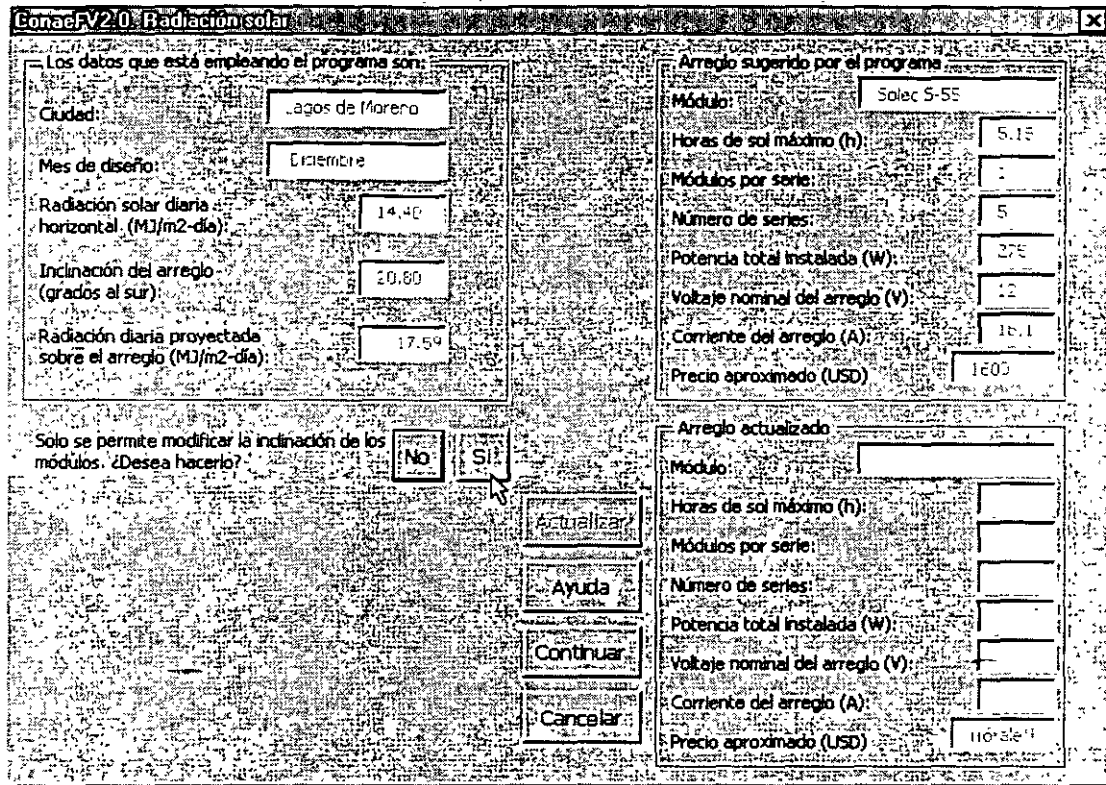 ConaeFV2.0. Radiación solar
Los datos que está empleando el programa son:
Ciudad:
Lagos de Moreno
Mes de diseño:
Diciembre
Radiación solar diaria
horizontal (MJ/m2-día):
14.40
Inclinación del arreglo
(grados al sur):
20.80
Radiación diaria proyectada
sobre el arreglo (MJ/m2-día):
17.59
Solo se permite modificar la inclinación de los
módulos. ¿Desea hacerlo?
No
Si
Actualizar
Ayuda
Continuar
Cancelar
Arreglo sugerido por el programa
Módulo:
Solec S-55
Horas de sol máximo (h):
5.15
Módulos por serie:
1
Número de series:
5
Potencia total instalada (W):
275
Voltaje nominal del arreglo (V):
12
Corriente del arreglo (A):
16.1
Precio aproximado (USD)
1600
Arreglo actualizado
Módulo:
Horas de sol máximo (h):
Módulos por serie:
Número de series:
Potencia total instalada (W):
Voltaje nominal del arreglo (V):
Corriente del arreglo (A):
Precio aproximado (USD)